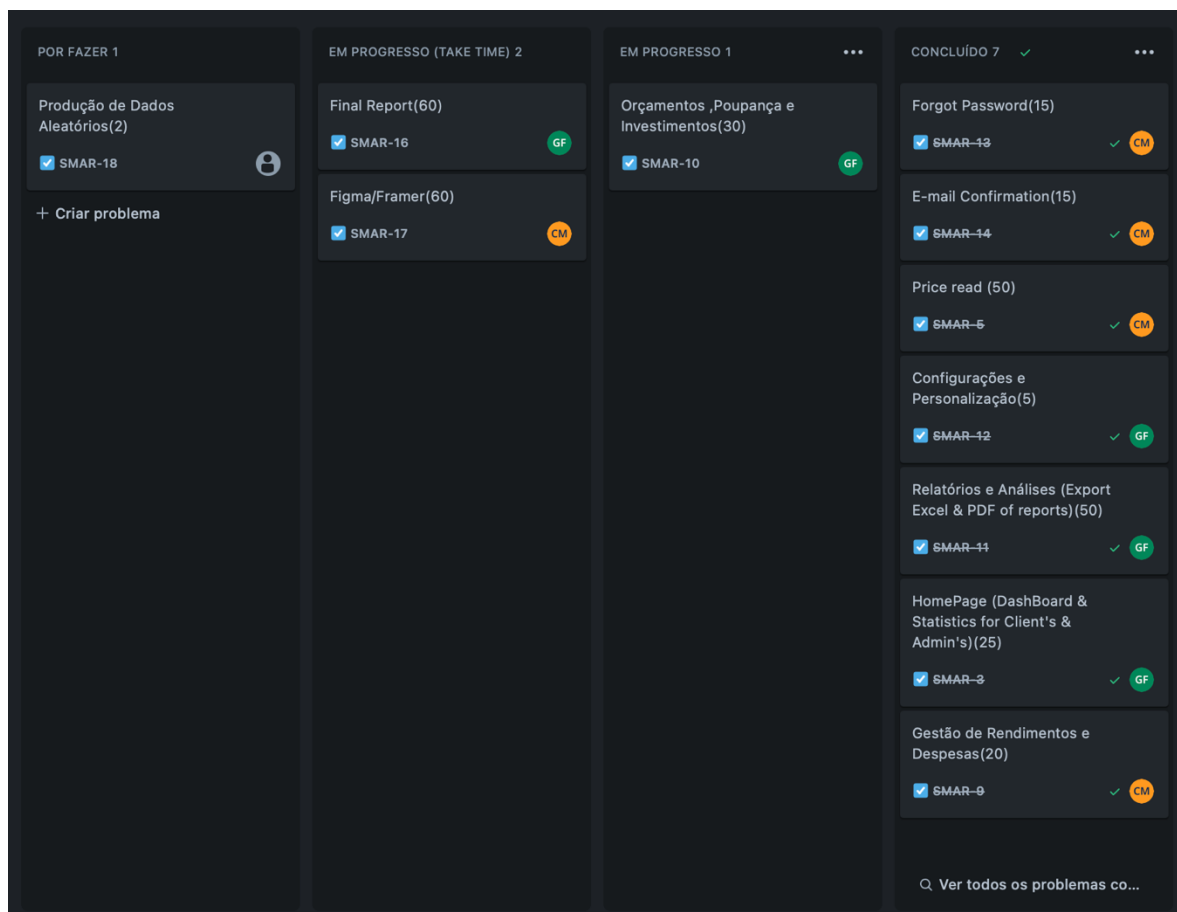 POR FAZER 1
Produção de Dados
Aleatórios(2)
SMAR-18
+ Criar problema
EM PROGRESSO (TAKE TIME) 2
Final Report(60)
SMAR-16
GF
Figma/Framer(60)
SMAR-17
CM
EM PROGRESSO 1
Orçamentos ,Poupança e
Investimentos(30)
SMAR-10
GF
CONCLUÍDO 7
Forgot Password(15)
SMAR-13
CM
E-mail Confirmation(15)
SMAR-14
CM
Price read (50)
SMAR-5
CM
Configurações e
Personalização(5)
SMAR-12
GF
Relatórios e Análises (Export
Excel & PDF of reports)(50)
SMAR-11
GF
HomePage (DashBoard &
Statistics for Client's &
Admin's)(25)
SMAR-3
GF
Gestão de Rendimentos e
Despesas(20)
SMAR-9
CM
Ver todos os problemas co...